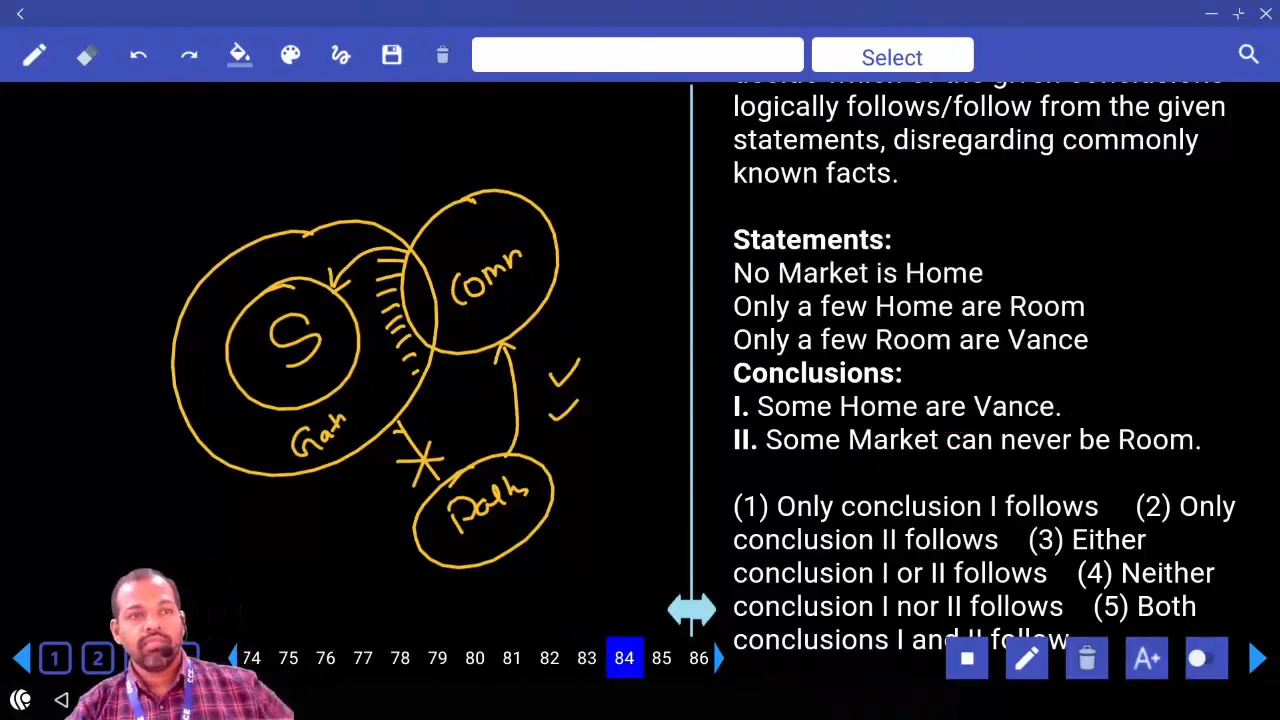 Select
logically follows/follow from the given
statements, disregarding commonly
known facts.
Statements:
No Market is Home
Only a few Home are Room
Only a few Room are Vance
Conclusions:
I. Some Home are Vance.
II. Some Market can never be Room.
(1) Only conclusion I follows (2) Only
conclusion II follows (3) Either
conclusion I or II follows (4) Neither
conclusion I nor II follows (5) Both
conclusions I and II follow
Comn
S
1 2 74 75 76 77 78 79 80 81 82 83 84 85 86
A+